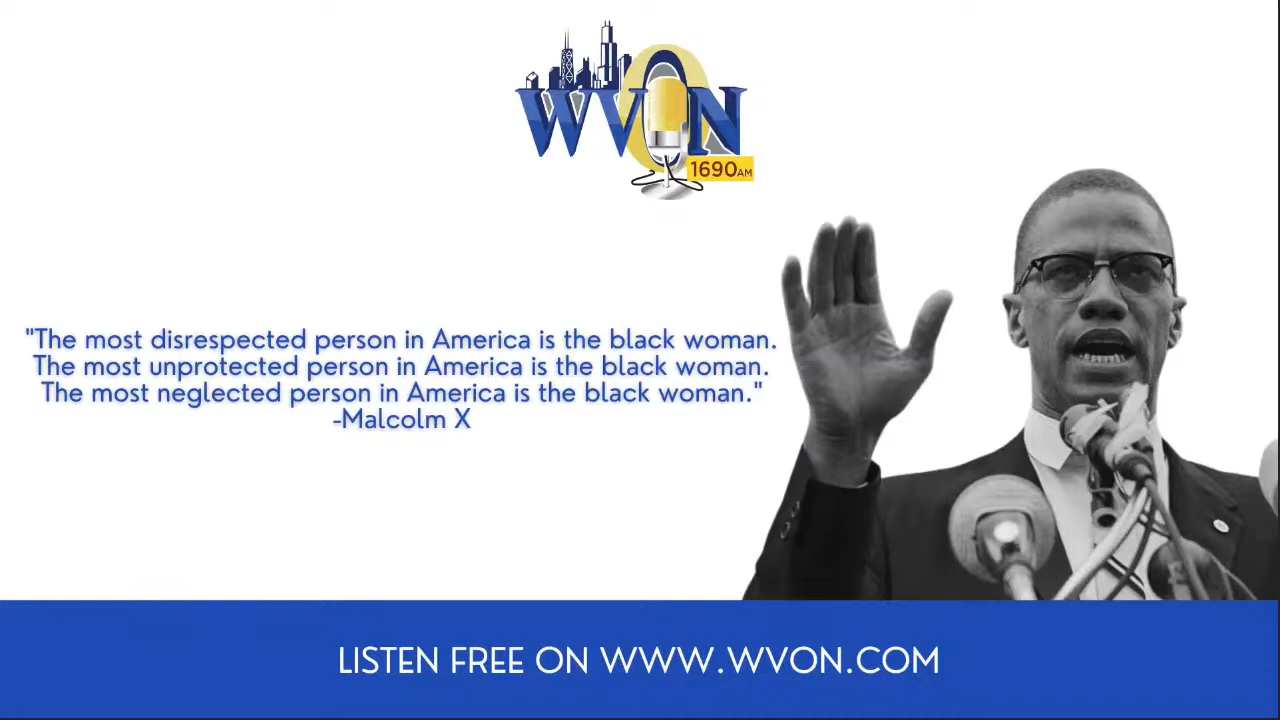 WVON
1690AM
"The most disrespected person in America is the black woman.
The most unprotected person in America is the black woman.
The most neglected person in America is the black woman."
-Malcolm X
LISTEN FREE ON WWW.WVON.COM